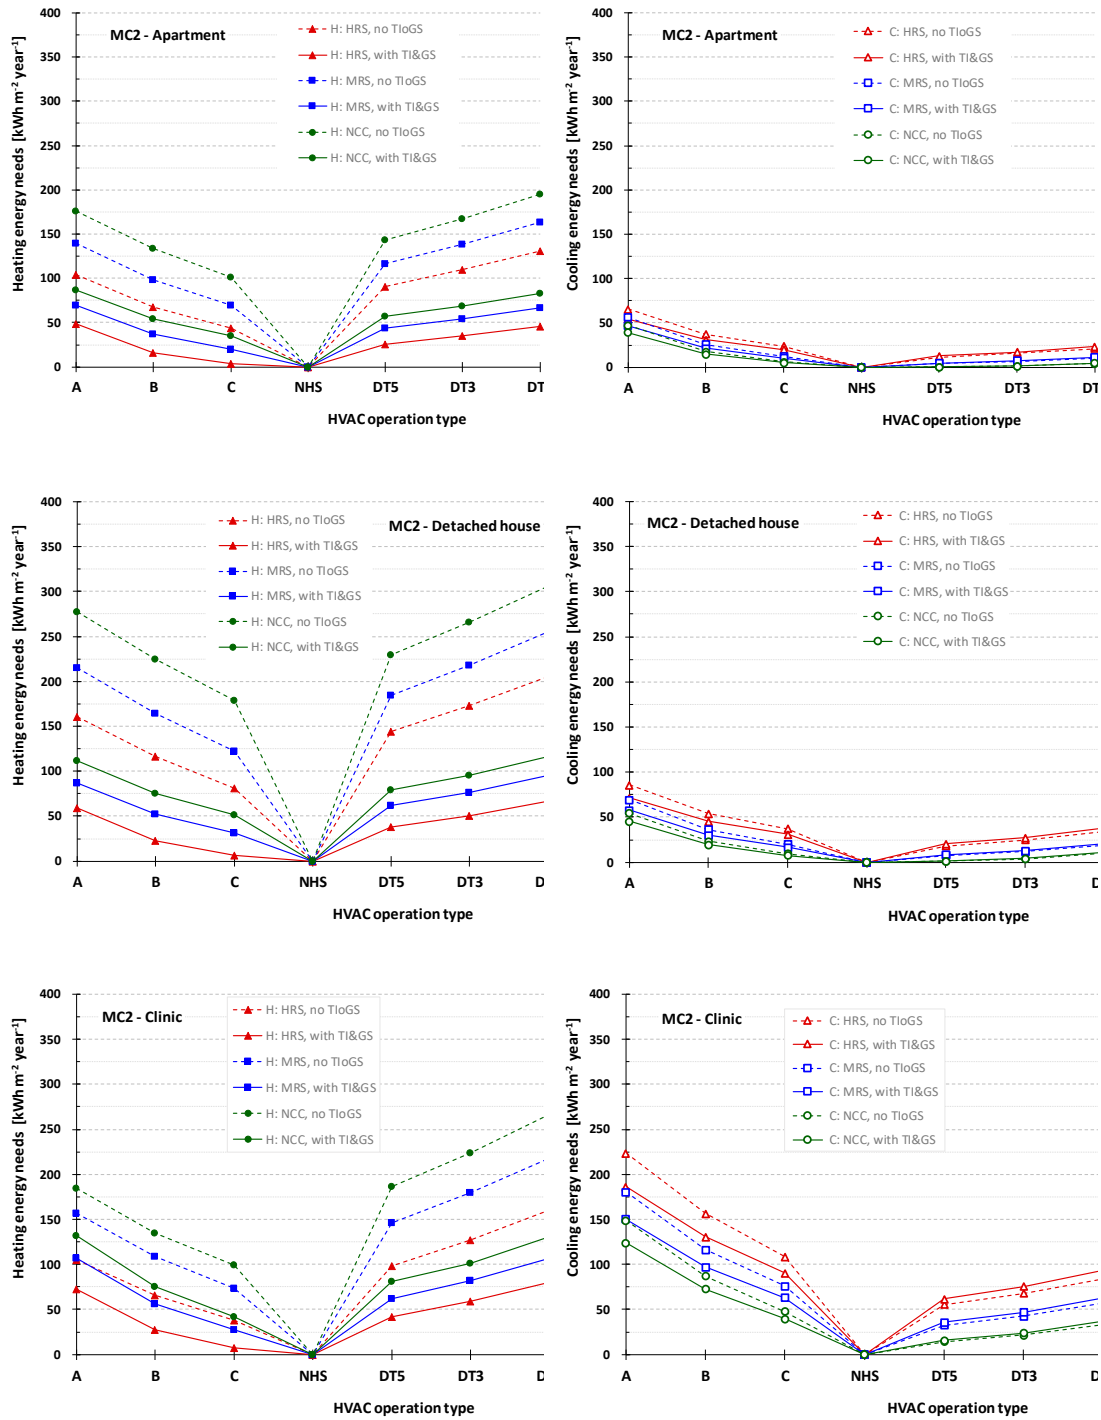 MC2 - Apartment
H: HRS, no TIoGS
H: HRS, with TI&GS
H: MRS, no TIoGS
H: MRS, with TI&GS
H: NCC, no TIoGS
H: NCC, with TI&GS
Heating energy needs [kWh m⁻² year⁻¹]
400
350
300
250
200
150
100
50
0
A B C NHS DT5 DT3 DT
HVAC operation type
MC2 - Apartment
C: HRS, no TIoGS
C: HRS, with TI&GS
C: MRS, no TIoGS
C: MRS, with TI&GS
C: NCC, no TIoGS
C: NCC, with TI&GS
Cooling energy needs [kWh m⁻² year⁻¹]
400
350
300
250
200
150
100
50
0
A B C NHS DT5 DT3 DT
HVAC operation type
MC2 - Detached house
H: HRS, no TIoGS
H: HRS, with TI&GS
H: MRS, no TIoGS
H: MRS, with TI&GS
H: NCC, no TIoGS
H: NCC, with TI&GS
Heating energy needs [kWh m⁻² year⁻¹]
400
350
300
250
200
150
100
50
0
A B C NHS DT5 DT3 D
HVAC operation type
MC2 - Detached house
C: HRS, no TIoGS
C: HRS, with TI&GS
C: MRS, no TIoGS
C: MRS, with TI&GS
C: NCC, no TIoGS
C: NCC, with TI&GS
Cooling energy needs [kWh m⁻² year⁻¹]
400
350
300
250
200
150
100
50
0
A B C NHS DT5 DT3 D
HVAC operation type
MC2 - Clinic
H: HRS, no TIoGS
H: HRS, with TI&GS
H: MRS, no TIoGS
H: MRS, with TI&GS
H: NCC, no TIoGS
H: NCC, with TI&GS
Heating energy needs [kWh m⁻² year⁻¹]
400
350
300
250
200
150
100
50
0
A B C NHS DT5 DT3 D
HVAC operation type
MC2 - Clinic
C: HRS, no TIoGS
C: HRS, with TI&GS
C: MRS, no TIoGS
C: MRS, with TI&GS
C: NCC, no TIoGS
C: NCC, with TI&GS
Cooling energy needs [kWh m⁻² year⁻¹]
400
350
300
250
200
150
100
50
0
A B C NHS DT5 DT3 D
HVAC operation type